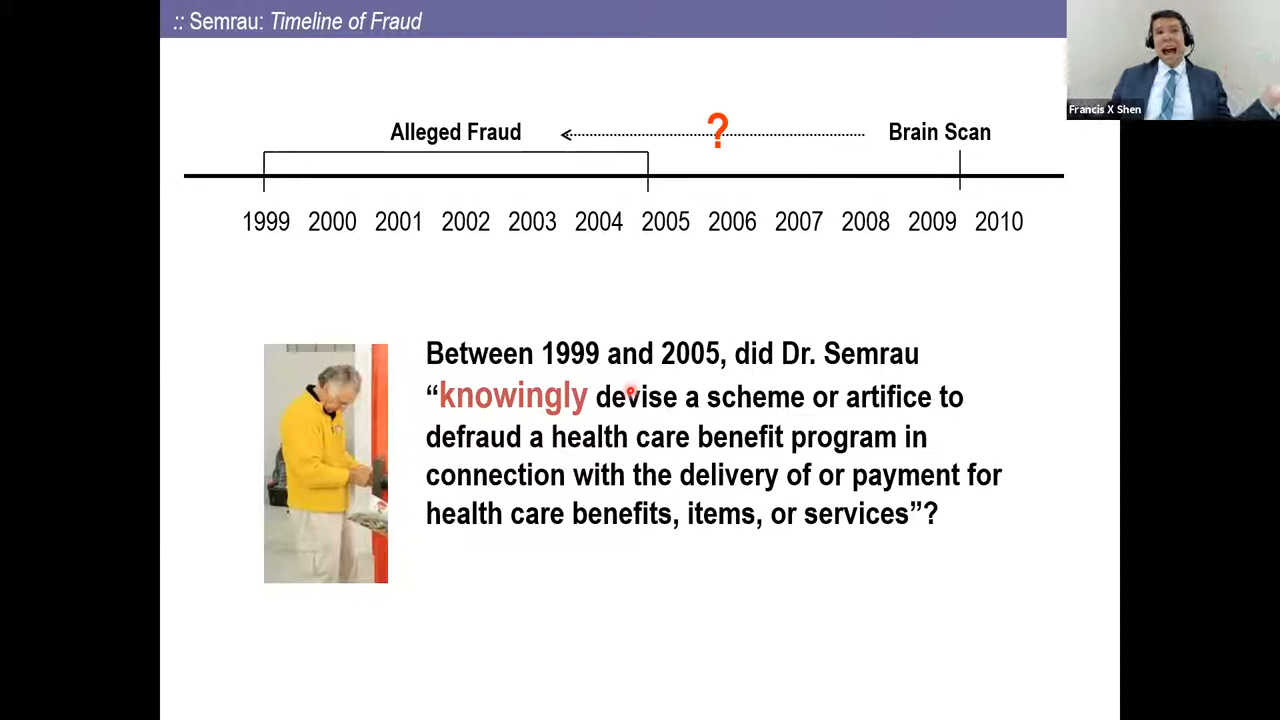 :: Semrau: Timeline of Fraud
Francis X Shen
Alleged Fraud
?
Brain Scan
1999 2000 2001 2002 2003 2004 2005 2006 2007 2008 2009 2010
Between 1999 and 2005, did Dr. Semrau
“knowingly devise a scheme or artifice to
defraud a health care benefit program in
connection with the delivery of or payment for
health care benefits, items, or services”?